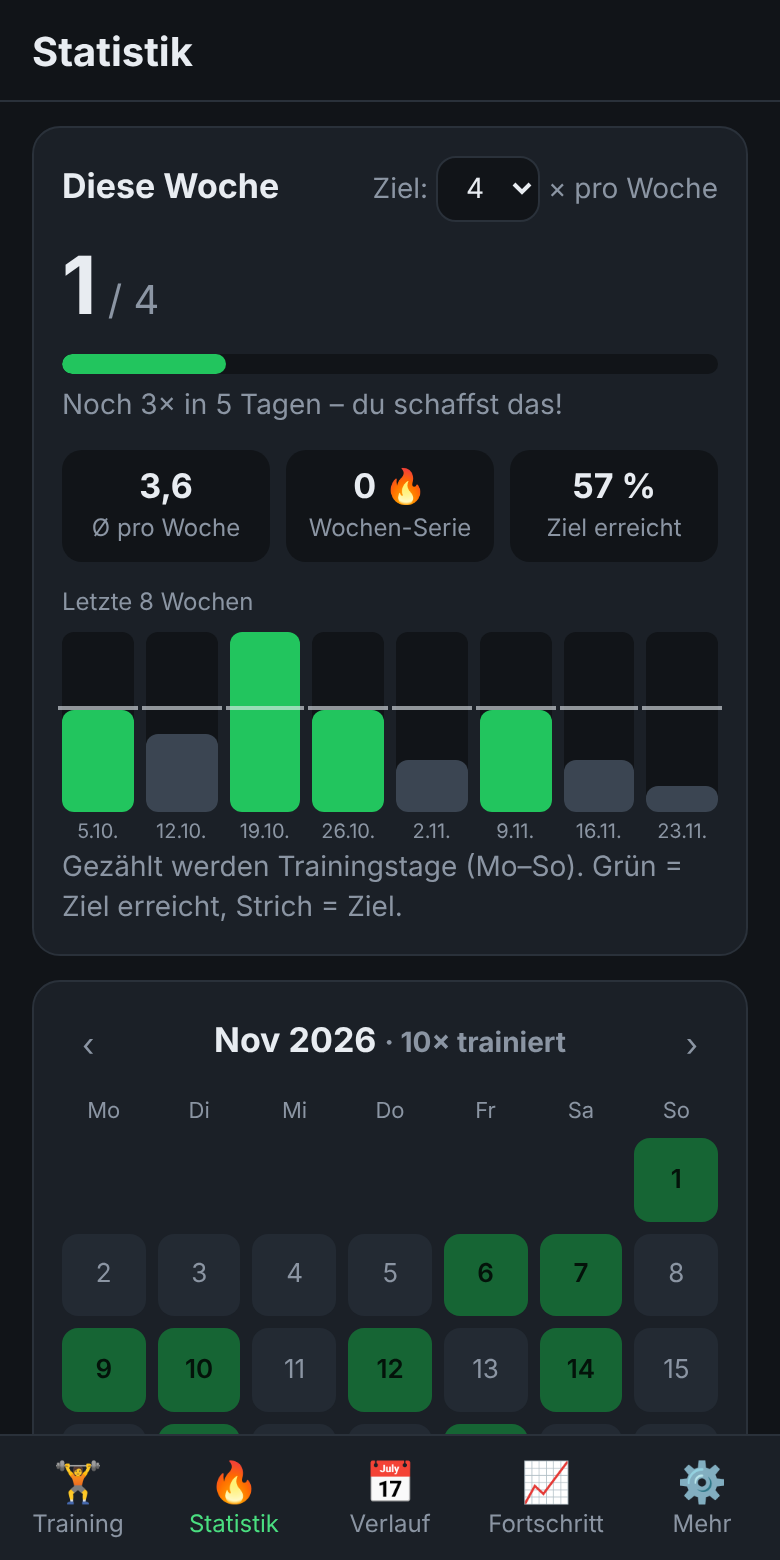 Statistik
Diese Woche
Ziel: 4 × pro Woche
1 / 4
Noch 3× in 5 Tagen – du schaffst das!
3,6 0 🔥 57 %
Ø pro Woche Wochen-Serie Ziel erreicht
Letzte 8 Wochen
5.10. 12.10. 19.10. 26.10. 2.11. 9.11. 16.11. 23.11.
Gezählt werden Trainingstage (Mo–So). Grün =
Ziel erreicht, Strich = Ziel.
‹ Nov 2026 · 10× trainiert ›
Mo Di Mi Do Fr Sa So
1
2 3 4 5 6 7 8
9 10 11 12 13 14 15
July
17
Training Statistik Verlauf Fortschritt Mehr